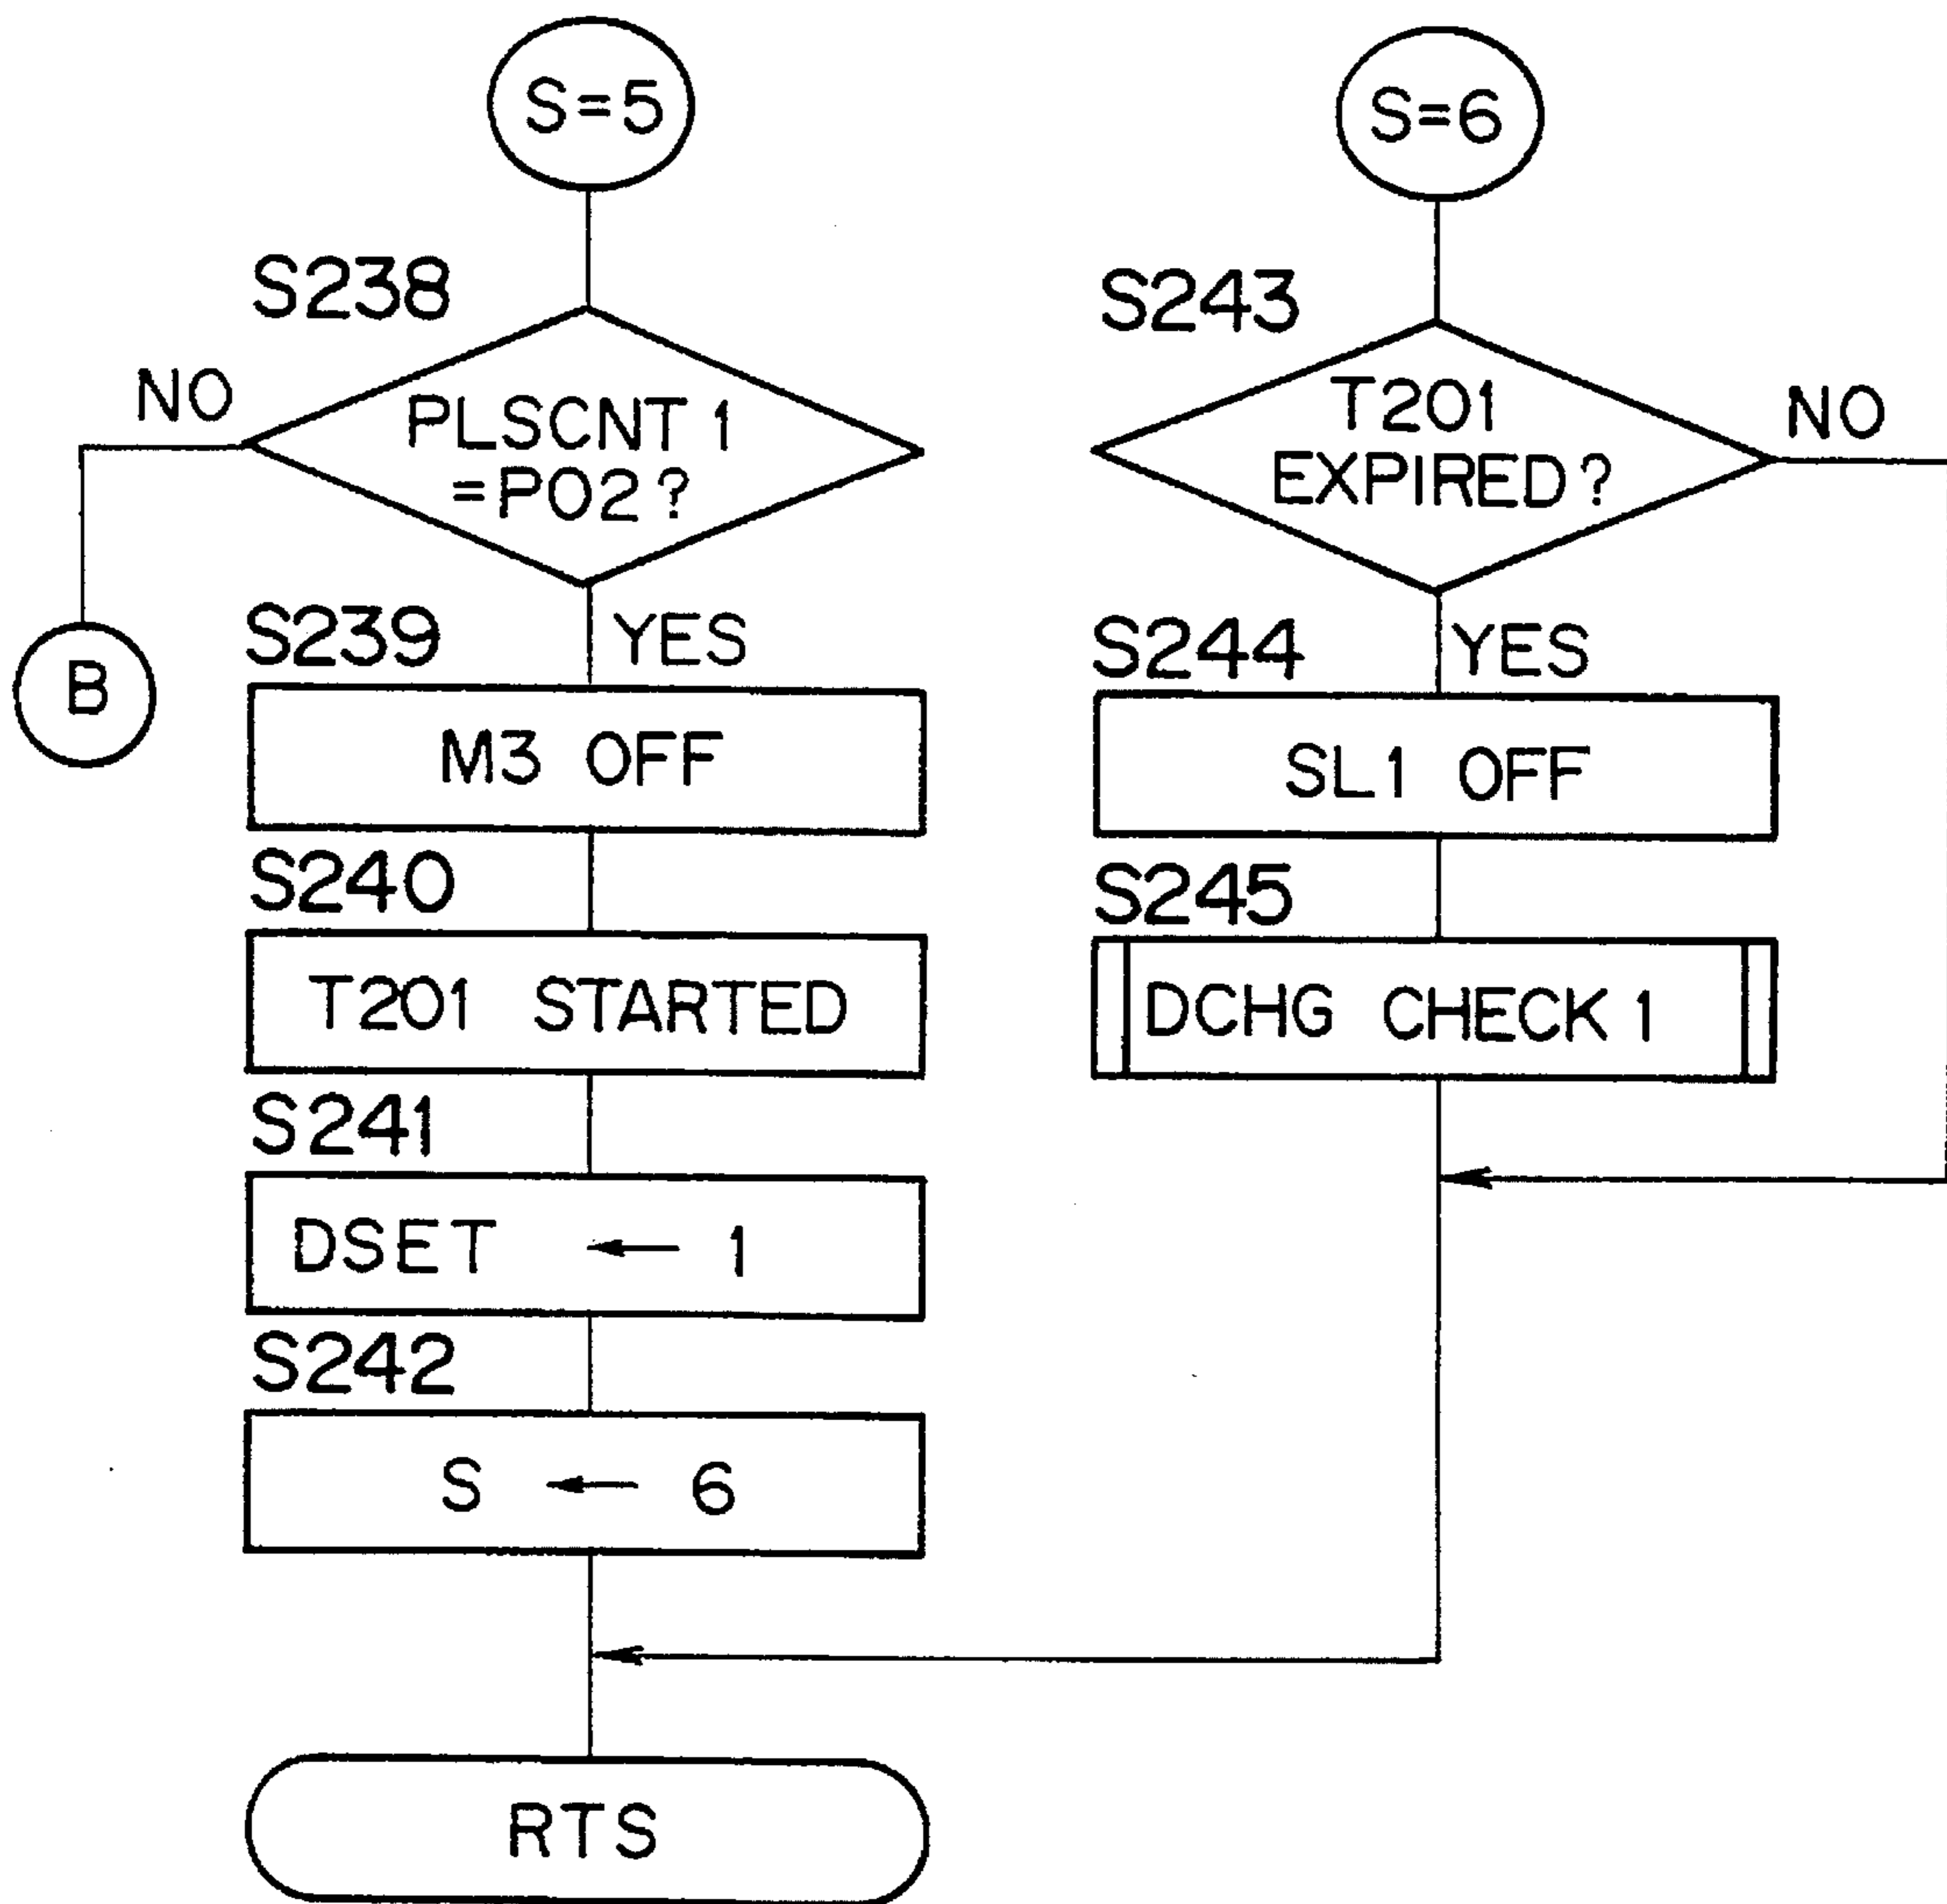 S=5
S238
NO
PLSCNT 1
=P02?
B
S239
YES
M3 OFF
S240
T201 STARTED
S241
DSET ← 1
S242
S ← 6
RTS
S=6
S243
T201
EXPIRED?
NO
S244
YES
SL1 OFF
S245
DCHG CHECK 1